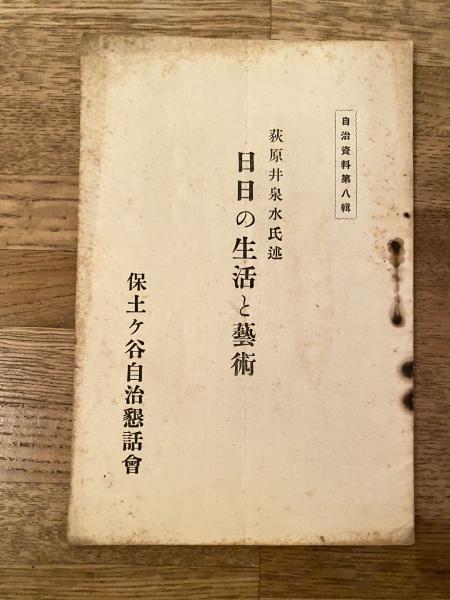 自治資料第八輯
荻原井泉水氏述
日日の生活と藝術
保土ケ谷自治懇話會